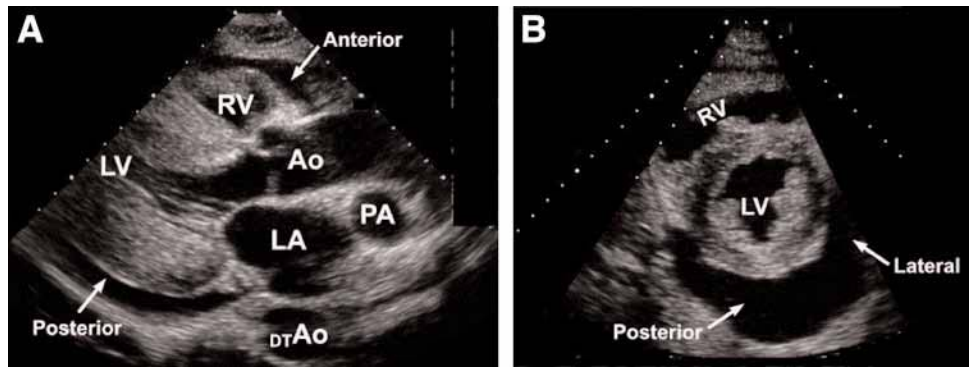 A
Anterior
RV
LV
Ao
PA
LA
Posterior
DTAo
B
RV
LV
Lateral
Posterior